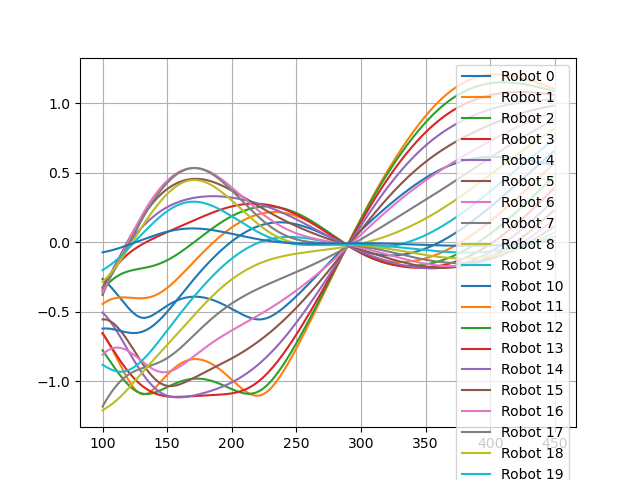 1.0
0.5
0.0
−0.5
−1.0
100
150
200
250
300
350
400
450
Robot 0
Robot 1
Robot 2
Robot 3
Robot 4
Robot 5
Robot 6
Robot 7
Robot 8
Robot 9
Robot 10
Robot 11
Robot 12
Robot 13
Robot 14
Robot 15
Robot 16
Robot 17
Robot 18
Robot 19